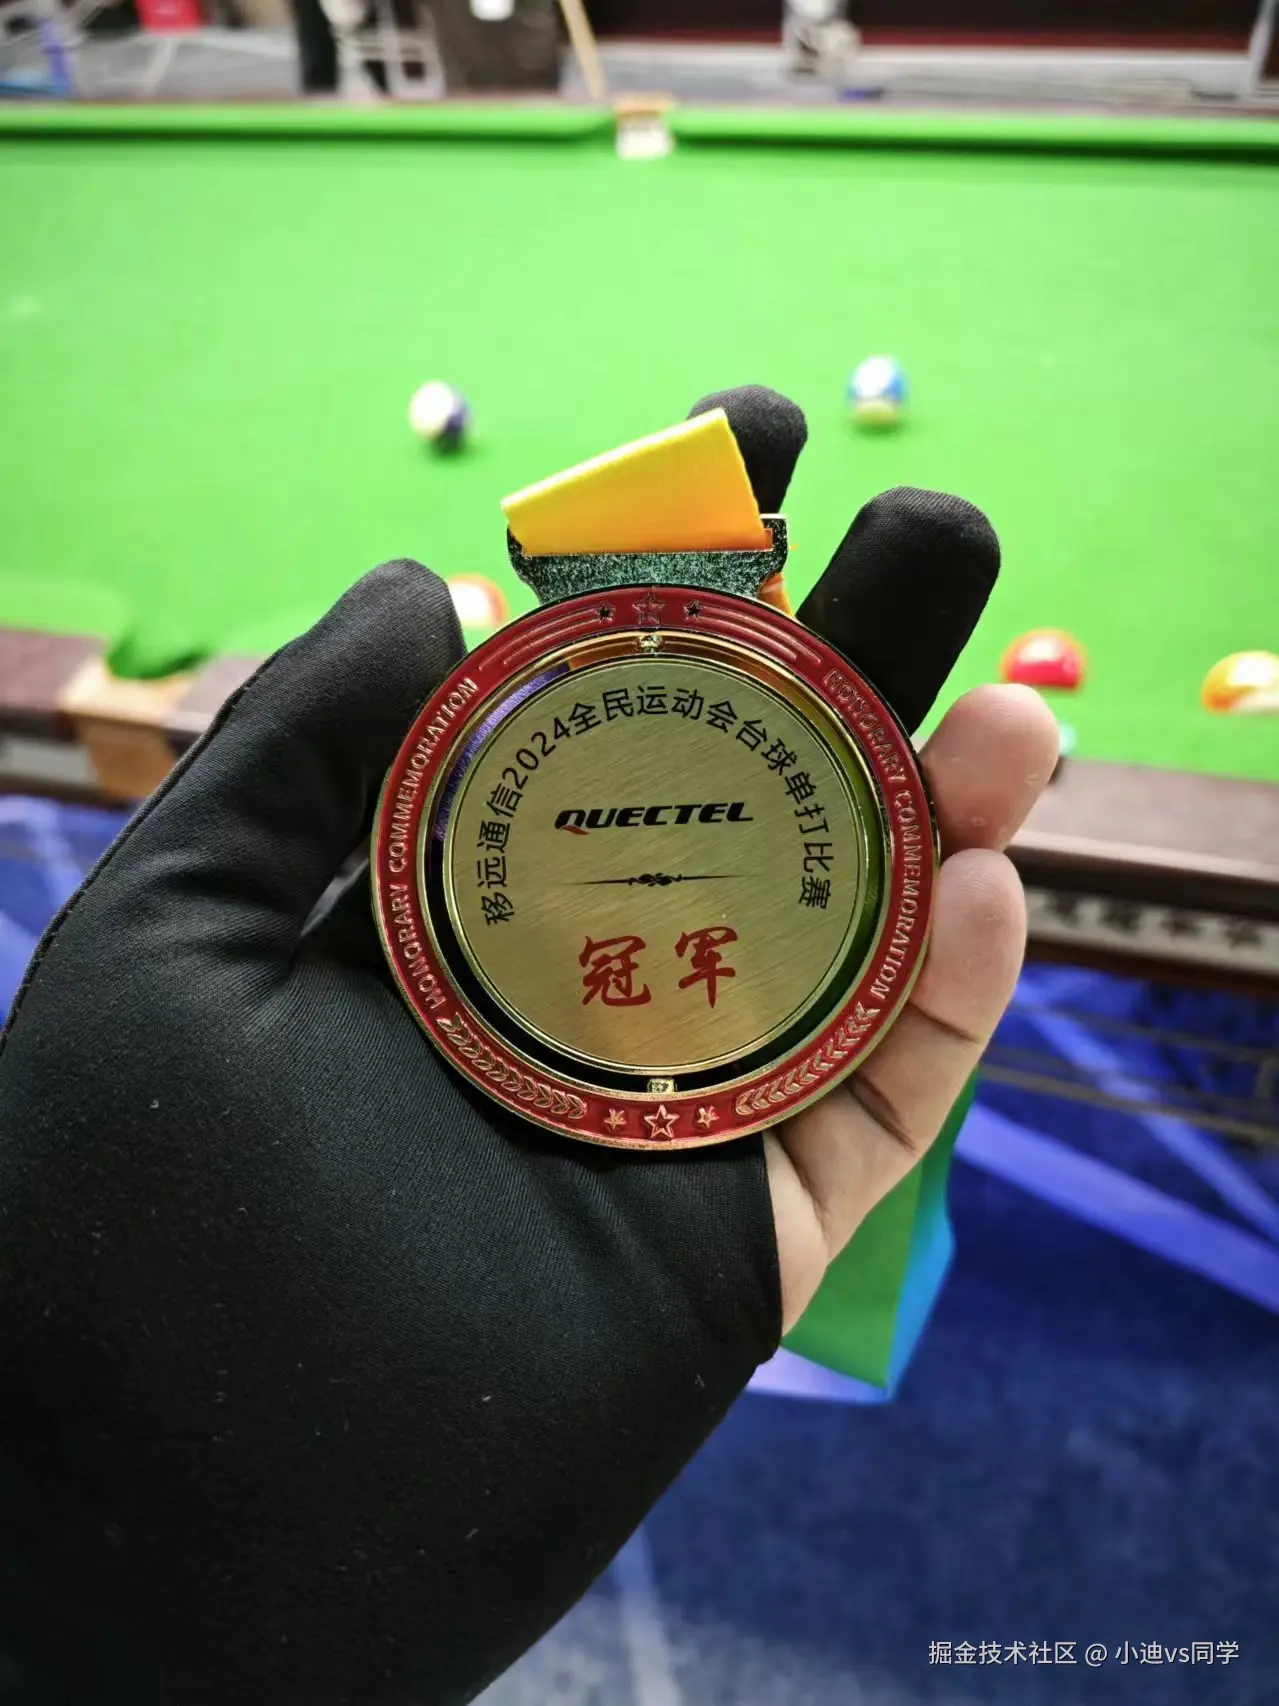 HONORARY COMMEMORATION
HONORARY COMMEMORATION
移远通信2024全民运动会台球单打比赛
QUECTEL
冠军
掘金技术社区 @ 小迪vs同学